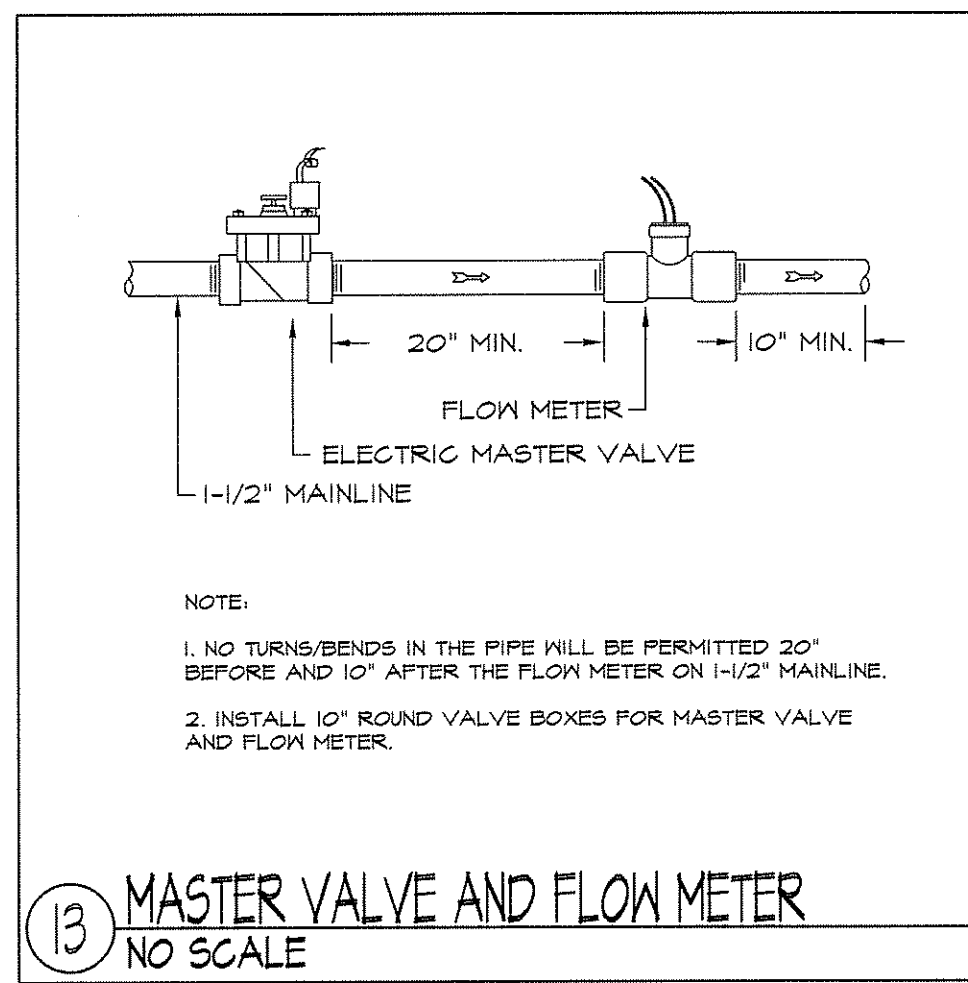 20" MIN.
10" MIN.
FLOW METER
ELECTRIC MASTER VALVE
1-1/2" MAINLINE
NOTE:
1. NO TURNS/BENDS IN THE PIPE WILL BE PERMITTED 20"
BEFORE AND 10" AFTER THE FLOW METER ON 1-1/2" MAINLINE.
2. INSTALL 10" ROUND VALVE BOXES FOR MASTER VALVE
AND FLOW METER.
13 MASTER VALVE AND FLOW METER
NO SCALE